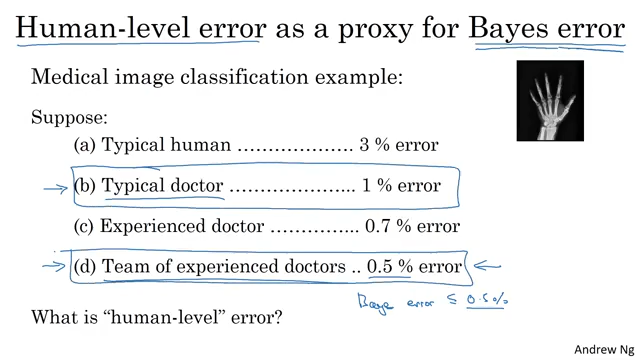 Human-level error as a proxy for Bayes error
Medical image classification example:
Suppose:
(a) Typical human ………………… 3 % error
(b) Typical doctor ………………….. 1 % error
(c) Experienced doctor …………... 0.7 % error
(d) Team of experienced doctors .. 0.5 % error
Baye error ≤ 0.5%
What is “human-level” error?
Andrew Ng